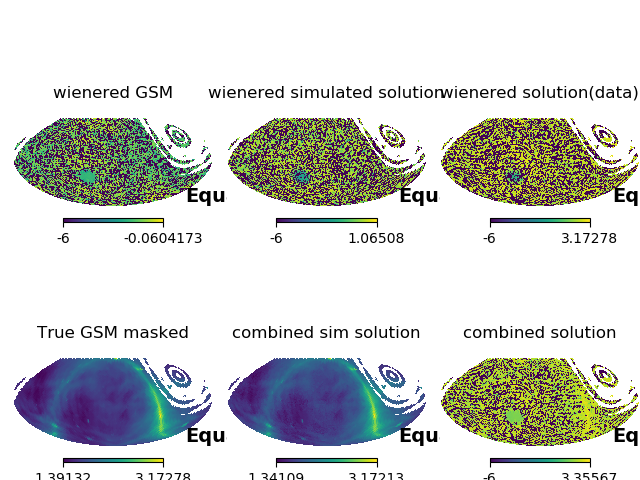 wienered GSM wienered simulated solution wienered solution(data)
Equ Equ Eq
-6 -0.0604173 -6 1.06508 -6 3.17278
True GSM masked combined sim solution combined solution
Equ Equ Eq
1.39132 3.17278 1.34109 3.17213 -6 3.35567